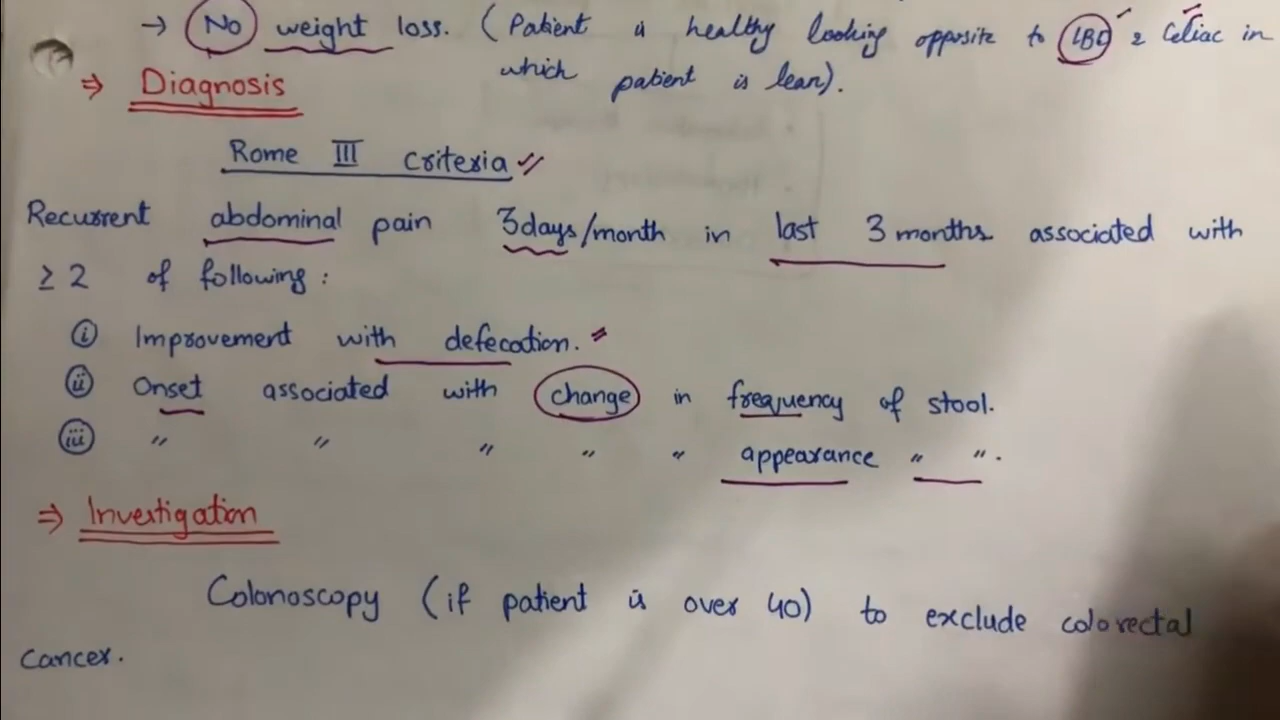 → No weight loss. (Patient is healthy looking opposite to IBD & Celiac in
which patient is lean).
⇒ Diagnosis
Rome III criteria
Recurrent abdominal pain 3days/month in last 3 months associated with
≥ 2 of following :
(i) Improvement with defecation.
(ii) Onset associated with change in frequency of stool.
(iii) " " " " " appearance " ".
⇒ Investigation
Colonoscopy (if patient is over 40) to exclude colorectal
cancer.